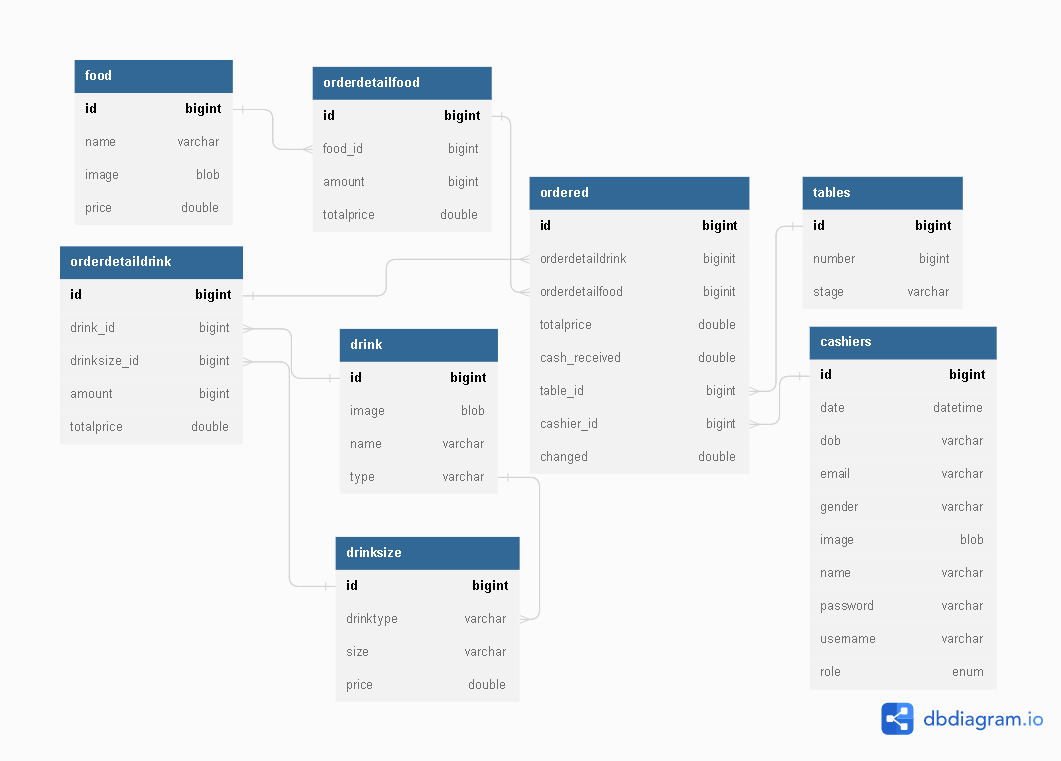 food
id bigint
name varchar
image blob
price double
orderdetailfood
id bigint
food_id bigint
amount bigint
totalprice double
ordered
id bigint
orderdetaildrink biginit
orderdetailfood biginit
totalprice double
cash_received double
table_id bigint
cashier_id bigint
changed double
tables
id bigint
number bigint
stage varchar
orderdetaildrink
id bigint
drink_id bigint
drinksize_id bigint
amount bigint
totalprice double
drink
id bigint
image blob
name varchar
type varchar
cashiers
id bigint
date datetime
dob varchar
email varchar
gender varchar
image blob
name varchar
password varchar
username varchar
role enum
drinksize
id bigint
drinktype varchar
size varchar
price double
dbdiagram.io